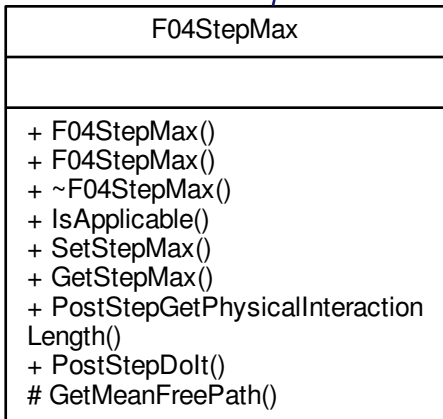 F04StepMax
+ F04StepMax()
+ F04StepMax()
+ ~F04StepMax()
+ IsApplicable()
+ SetStepMax()
+ GetStepMax()
+ PostStepGetPhysicalInteraction
Length()
+ PostStepDoIt()
# GetMeanFreePath()